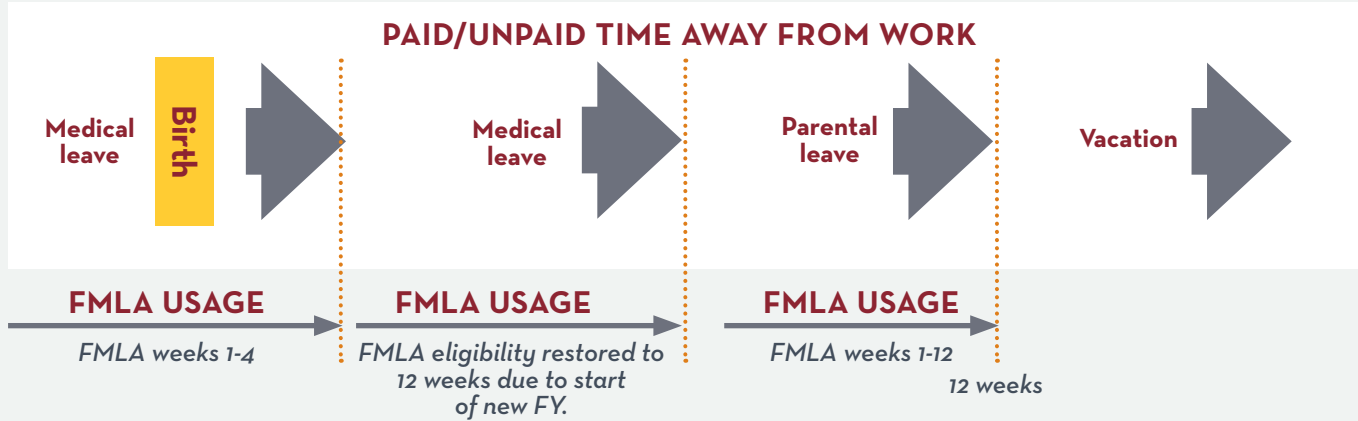 PAID/UNPAID TIME AWAY FROM WORK
Medical
leave
Birth
Medical
leave
Parental
leave
Vacation
FMLA USAGE
FMLA weeks 1-4
FMLA USAGE
FMLA eligibility restored to
12 weeks due to start
of new FY.
FMLA USAGE
FMLA weeks 1-12
12 weeks